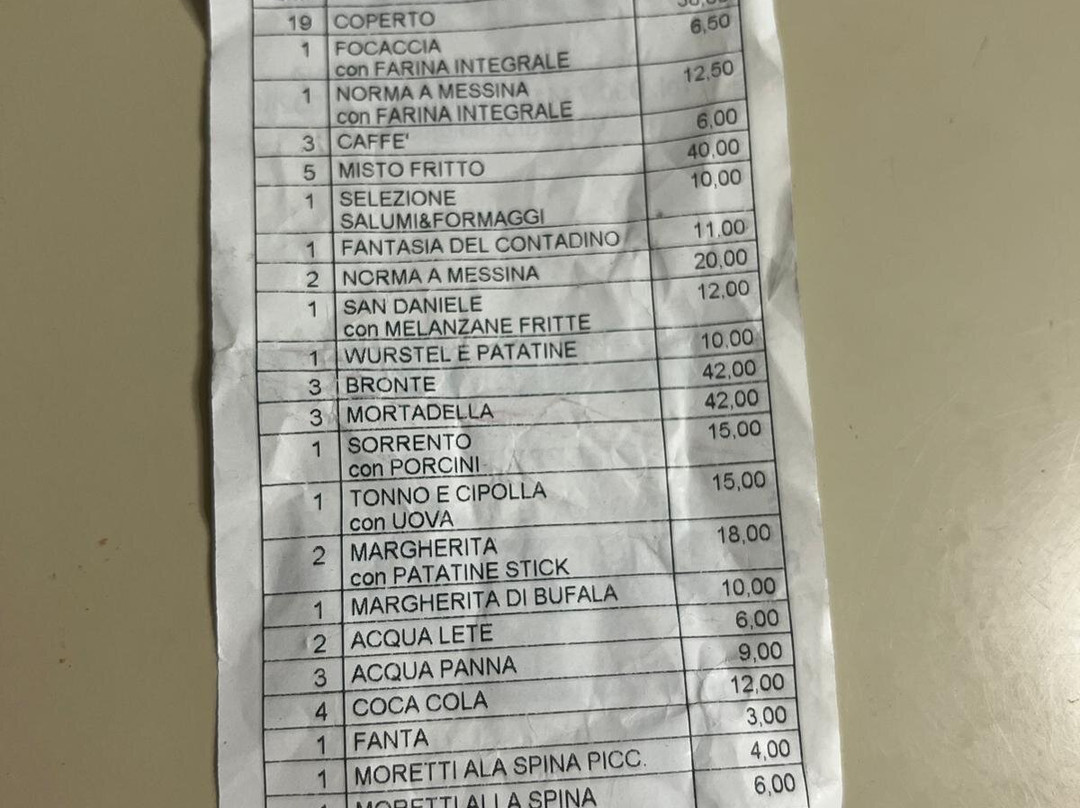 19 COPERTO
1 FOCACCIA 6,50
con FARINA INTEGRALE
1 NORMA A MESSINA 12,50
con FARINA INTEGRALE
3 CAFFE' 6,00
5 MISTO FRITTO 40,00
1 SELEZIONE 10,00
SALUMI&FORMAGGI
1 FANTASIA DEL CONTADINO 11,00
2 NORMA A MESSINA 20,00
1 SAN DANIELE 12,00
con MELANZANE FRITTE
1 WURSTEL E PATATINE 10,00
3 BRONTE 42,00
3 MORTADELLA 42,00
1 SORRENTO 15,00
con PORCINI
1 TONNO E CIPOLLA 15,00
con UOVA
2 MARGHERITA 18,00
con PATATINE STICK
1 MARGHERITA DI BUFALA 10,00
2 ACQUA LETE 6,00
3 ACQUA PANNA 9,00
4 COCA COLA 12,00
1 FANTA 3,00
1 MORETTI ALA SPINA PICC. 4,00
MORETTI ALLA SPINA 6,00